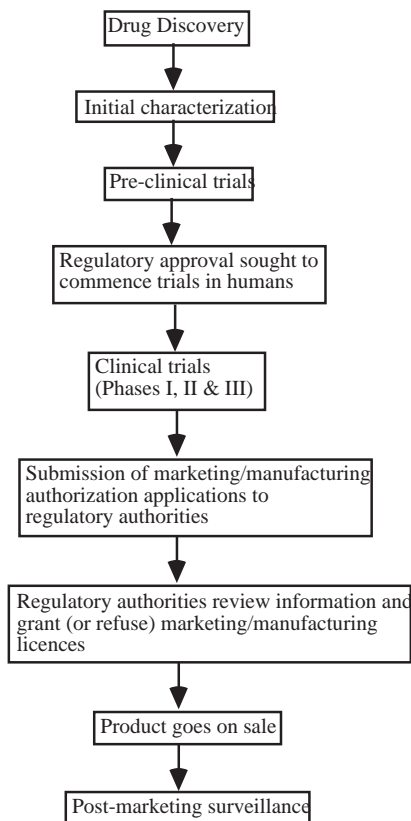 Drug Discovery
Initial characterization
Pre-clinical trials
Regulatory approval sought to
commence trials in humans
Clinical trials
(Phases I, II & III)
Submission of marketing/manufacturing
authorization applications to
regulatory authorities
Regulatory authorities review information and
grant (or refuse) marketing/manufacturing
licences
Product goes on sale
Post-marketing surveillance